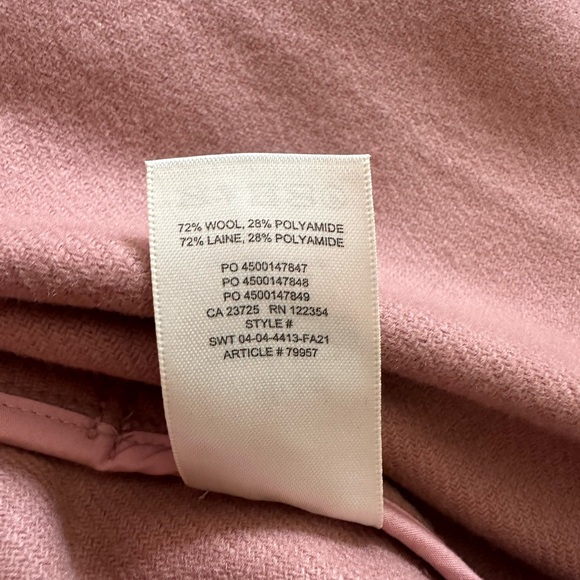 72% WOOL, 28% POLYAMIDE
72% LAINE, 28% POLYAMIDE
PO 4500147847
PO 4500147848
PO 4500147849
CA 23725 RN 122354
STYLE #
SWT 04-04-4413-FA21
ARTICLE # 79957